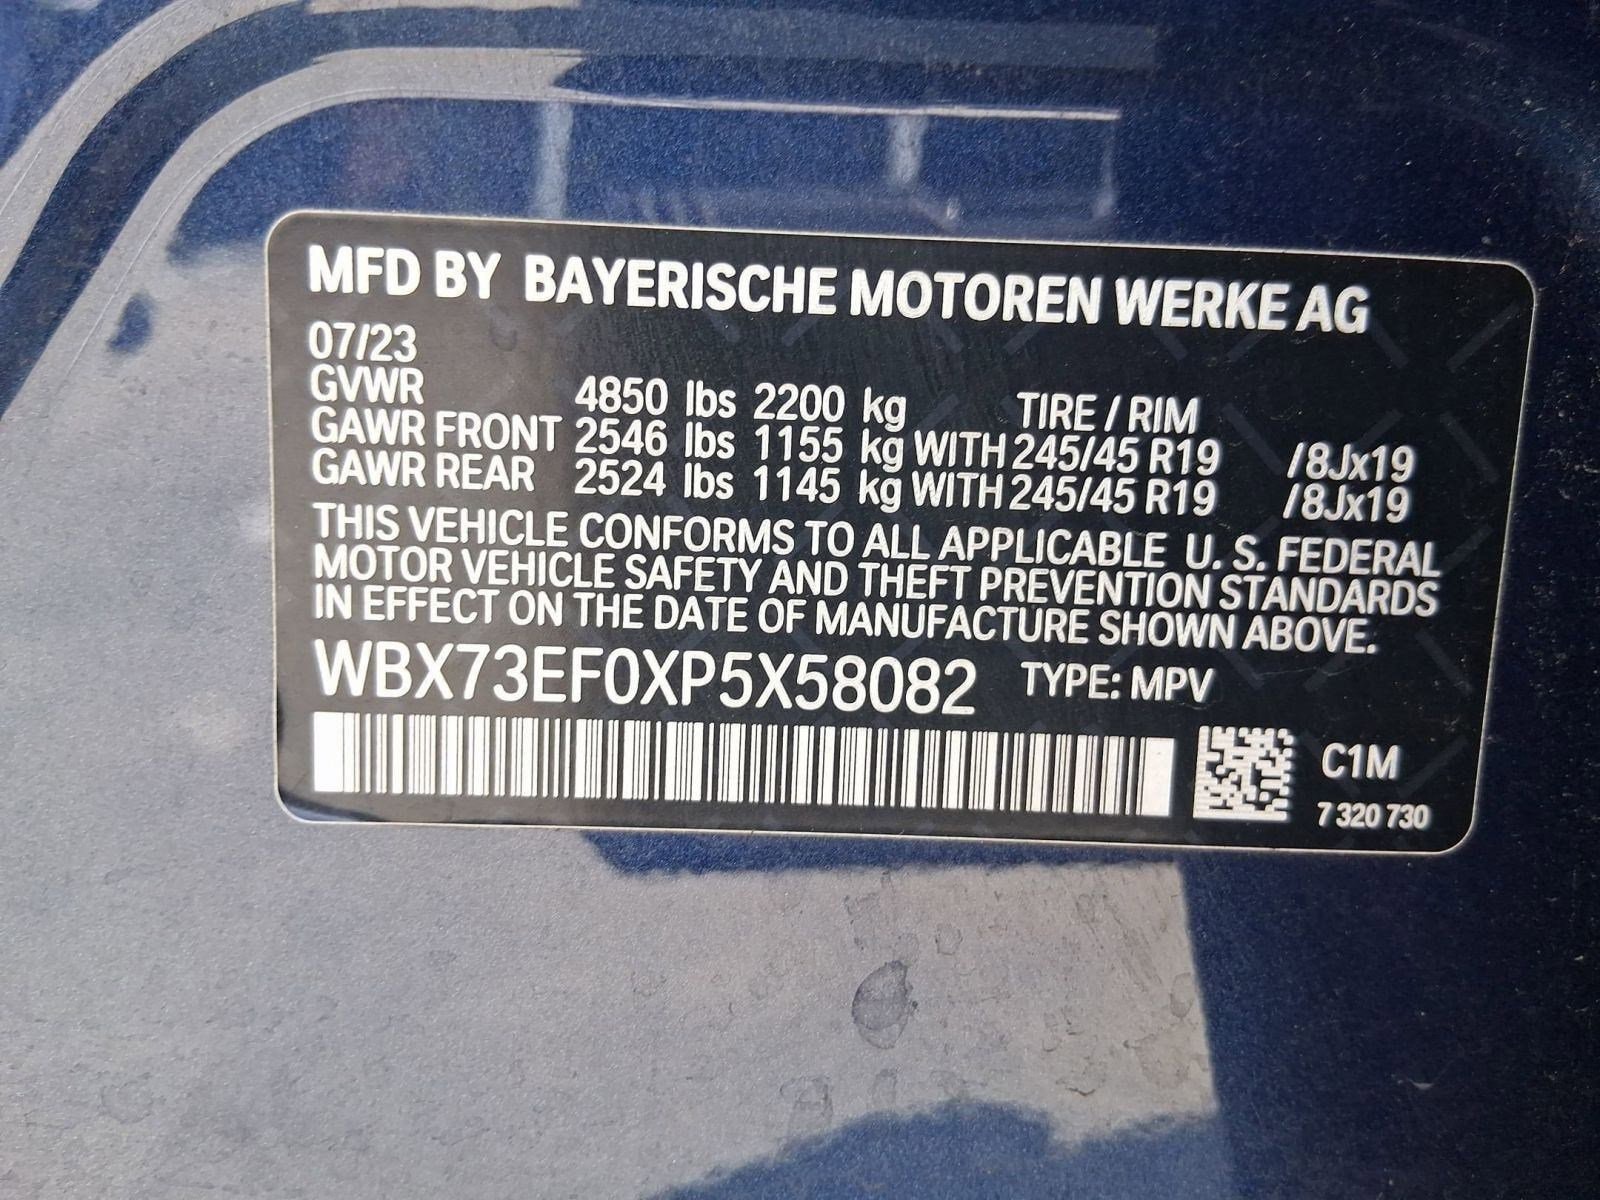 MFD BY BAYERISCHE MOTOREN WERKE AG
07/23
GVWR 4850 lbs 2200 kg TIRE / RIM
GAWR FRONT 2546 lbs 1155 kg WITH 245/45 R19 /8Jx19
GAWR REAR 2524 lbs 1145 kg WITH 245/45 R19 /8Jx19
THIS VEHICLE CONFORMS TO ALL APPLICABLE U. S. FEDERAL
MOTOR VEHICLE SAFETY AND THEFT PREVENTION STANDARDS
IN EFFECT ON THE DATE OF MANUFACTURE SHOWN ABOVE.
WBX73EF0XP5X58082 TYPE: MPV
C1M
7 320 730